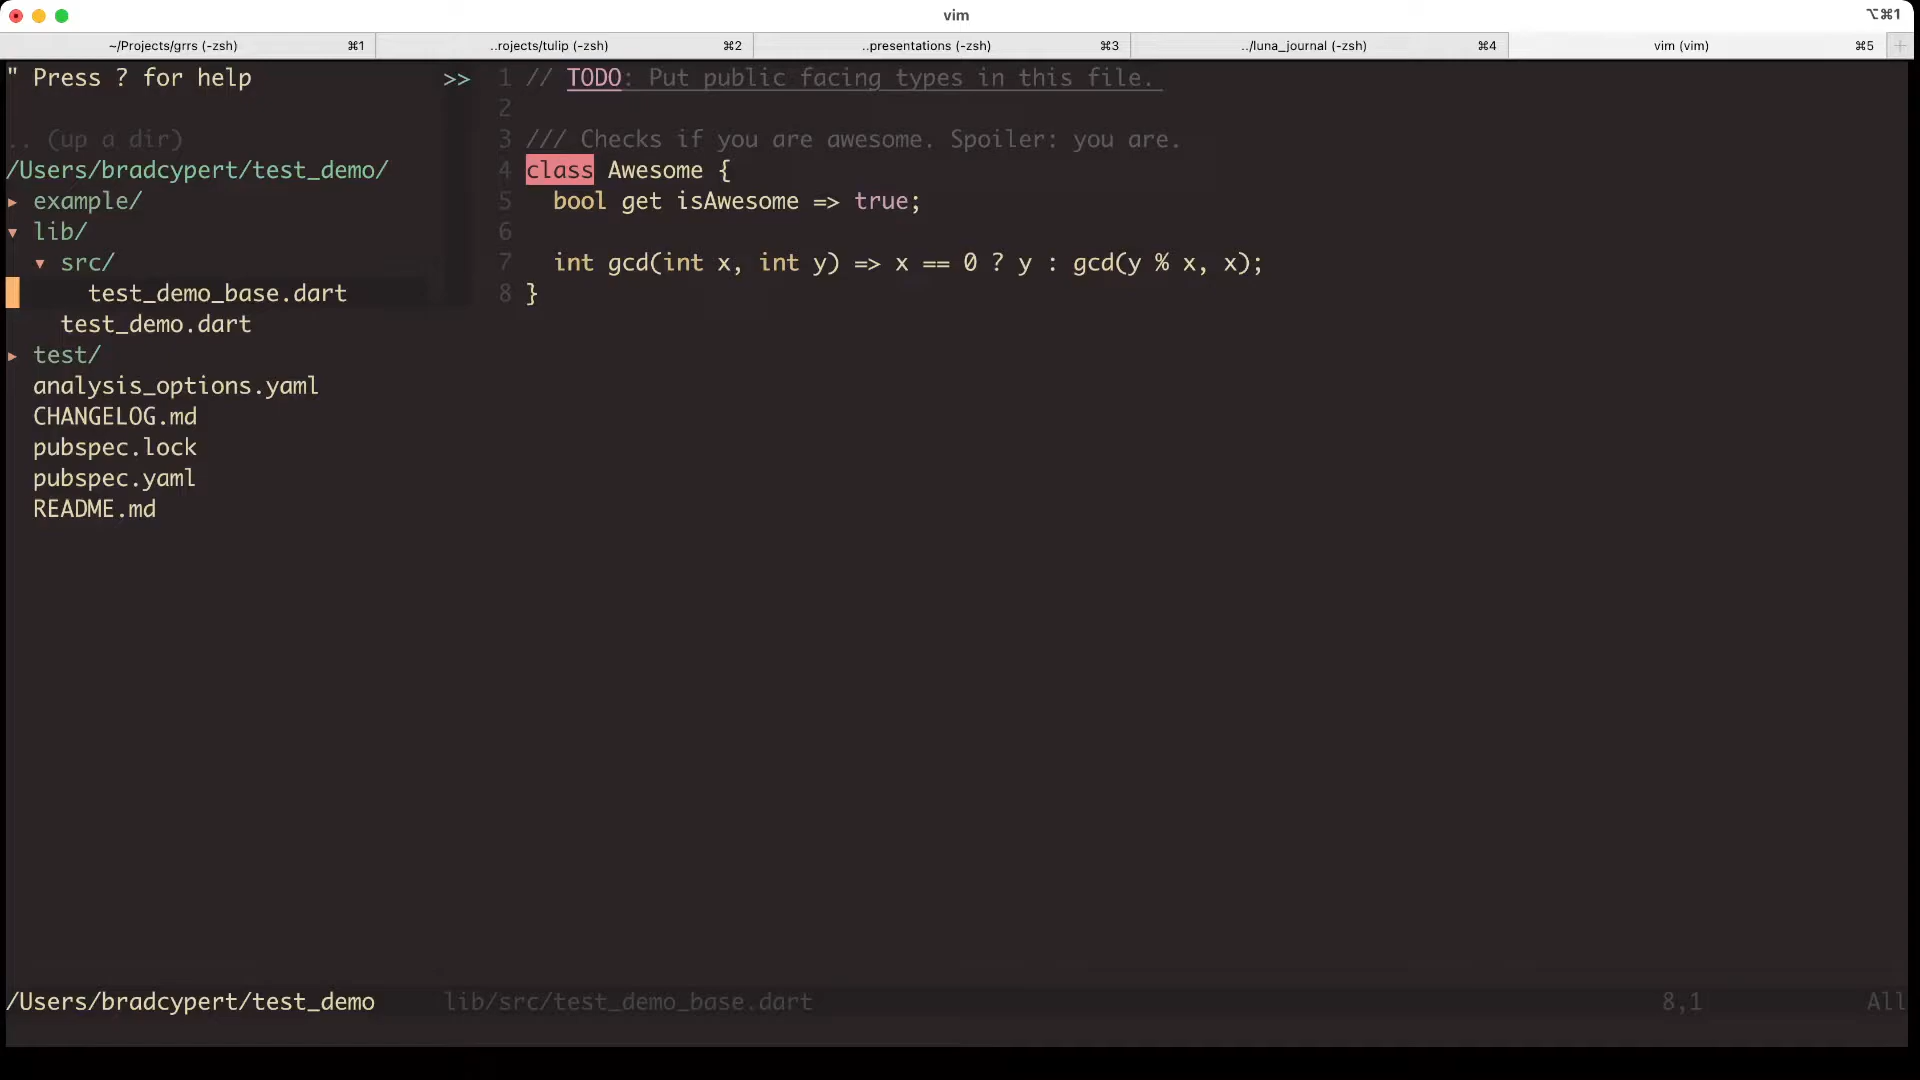 vim
⌥⌘1
~/Projects/grrs (-zsh) ⌘1
..rojects/tulip (-zsh) ⌘2
..presentations (-zsh) ⌘3
../luna_journal (-zsh) ⌘4
vim (vim) ⌘5
" Press ? for help
.. (up a dir)
/Users/bradcypert/test_demo/
▸ example/
▾ lib/
▾ src/
test_demo_base.dart
test_demo.dart
▸ test/
analysis_options.yaml
CHANGELOG.md
pubspec.lock
pubspec.yaml
README.md
>> 1 // TODO: Put public facing types in this file.
2
3 /// Checks if you are awesome. Spoiler: you are.
4 class Awesome {
5 bool get isAwesome => true;
6
7 int gcd(int x, int y) => x == 0 ? y : gcd(y % x, x);
8 }
/Users/bradcypert/test_demo
lib/src/test_demo_base.dart 8,1 All